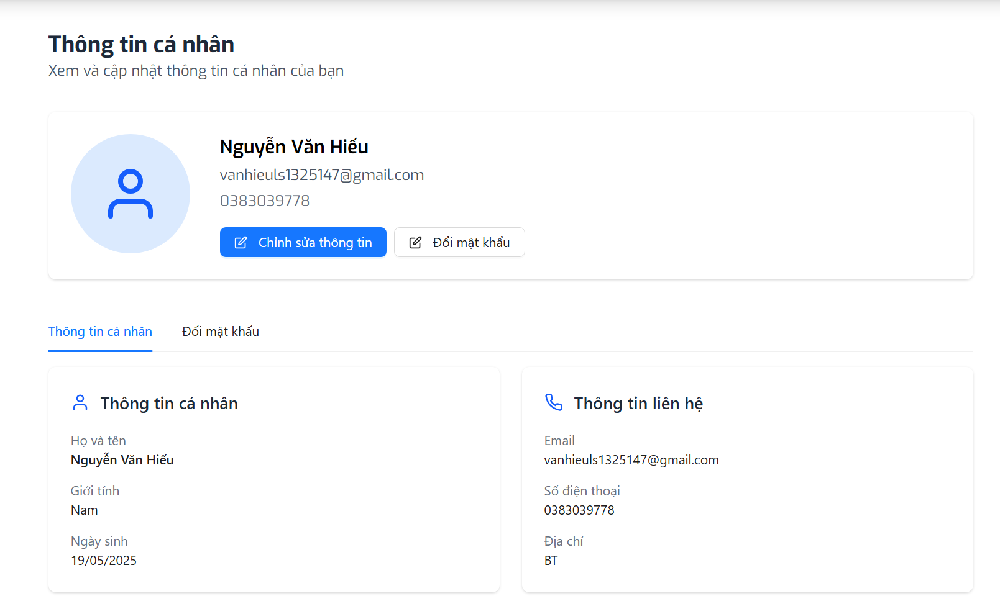 Thông tin cá nhân
Xem và cập nhật thông tin cá nhân của bạn
Nguyễn Văn Hiếu
vanhieuls1325147@gmail.com
0383039778
Chỉnh sửa thông tin
Đổi mật khẩu
Thông tin cá nhân
Đổi mật khẩu
Thông tin cá nhân
Họ và tên
Nguyễn Văn Hiếu
Giới tính
Nam
Ngày sinh
19/05/2025
Thông tin liên hệ
Email
vanhieuls1325147@gmail.com
Số điện thoại
0383039778
Địa chỉ
BT